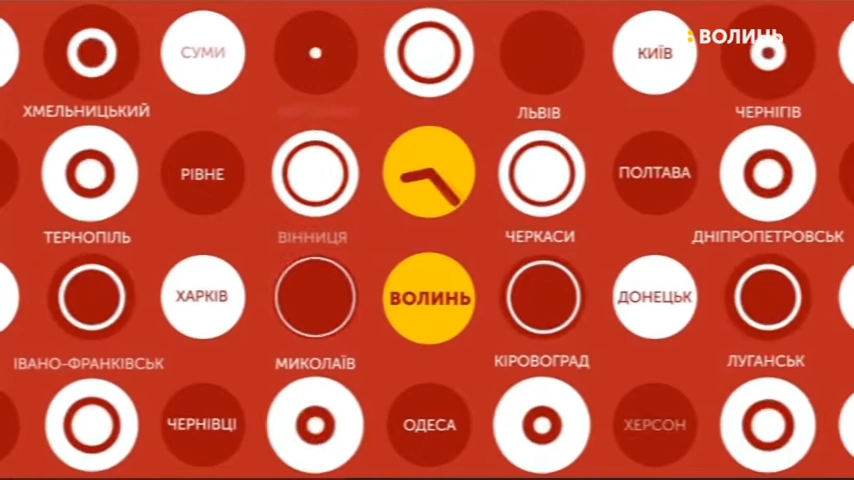 СУМИ
КИЇВ
ВОЛИНЬ
ХМЕЛЬНИЦЬКИЙ
ЛЬВІВ
ЧЕРНІГІВ
РІВНЕ
ПОЛТАВА
ТЕРНОПІЛЬ
ВІННИЦЯ
ЧЕРКАСИ
ДНІПРОПЕТРОВСЬК
ХАРКІВ
ВОЛИНЬ
ДОНЕЦЬК
ІВАНО-ФРАНКІВСЬК
МИКОЛАЇВ
КІРОВОГРАД
ЛУГАНСЬК
ЧЕРНІВЦІ
ОДЕСА
ХЕРСОН